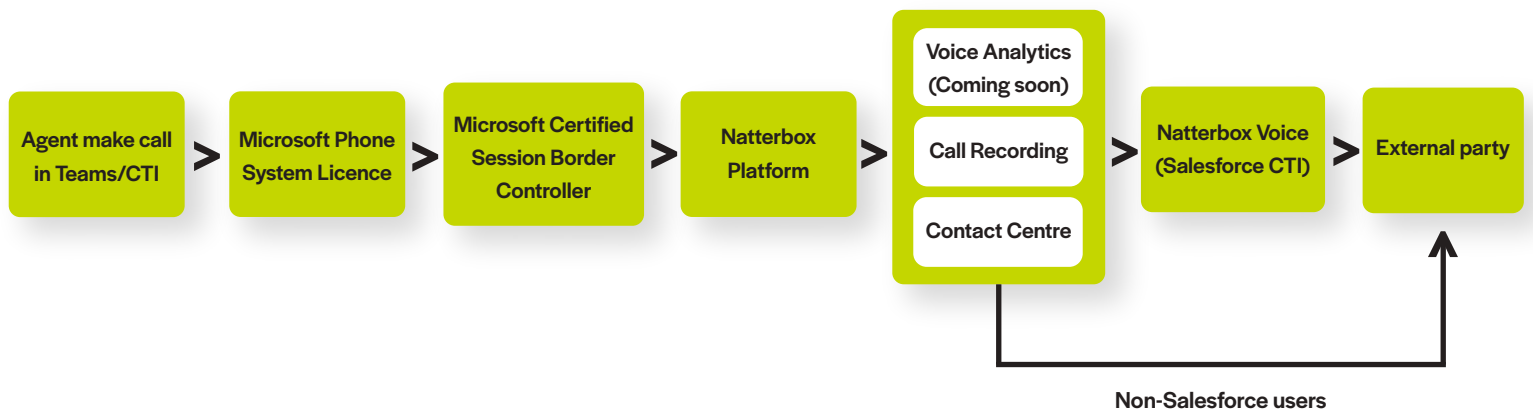 Agent make call
in Teams/CTI
>
Microsoft Phone
System Licence
>
Microsoft Certified
Session Border
Controller
>
Natterbox
Platform
>
Voice Analytics
(Coming soon)
Call Recording
Contact Centre
>
Natterbox Voice
(Salesforce CTI)
>
External party
Non-Salesforce users